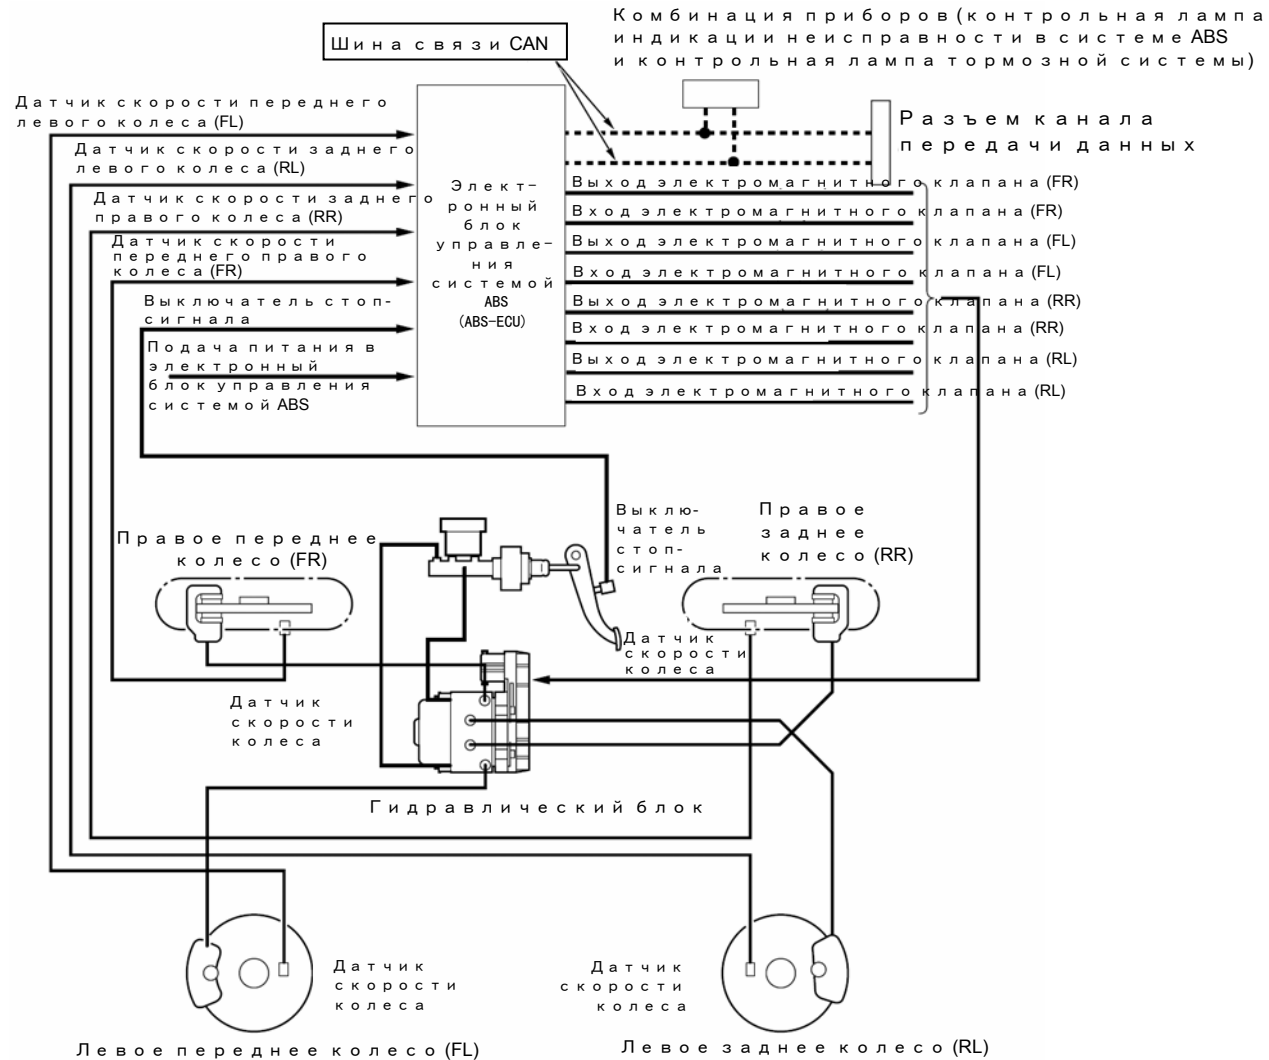 Комбинация приборов (контрольная лампа
индикации неисправности в системе ABS
и контрольная лампа тормозной системы)
Шина связи CAN
Датчик скорости переднего
левого колеса (FL)
Датчик скорости заднего
левого колеса (RL)
Датчик скорости заднего
правого колеса (RR)
Датчик скорости
переднего правого
колеса (FR)
Выключатель стоп-
сигнала
Подача питания в
электронный
блок управления
системой ABS
Элект-
ронный
блок
управле-
ния
системой
ABS
(ABS-ECU)
Разъем канала
передачи данных
Выход электромагнитного клапана (FR)
Вход электромагнитного клапана (FR)
Выход электромагнитного клапана (FL)
Вход электромагнитного клапана (FL)
Выход электромагнитного клапана (RR)
Вход электромагнитного клапана (RR)
Выход электромагнитного клапана (RL)
Вход электромагнитного клапана (RL)
Правое переднее
колесо (FR)
Выклю-
чатель
стоп-
сигнала
Правое
заднее
колесо (RR)
Датчик
скорости
колеса
Датчик
скорости
колеса
Гидравлический блок
Датчик
скорости
колеса
Датчик
скорости
колеса
Левое переднее колесо (FL)
Левое заднее колесо (RL)